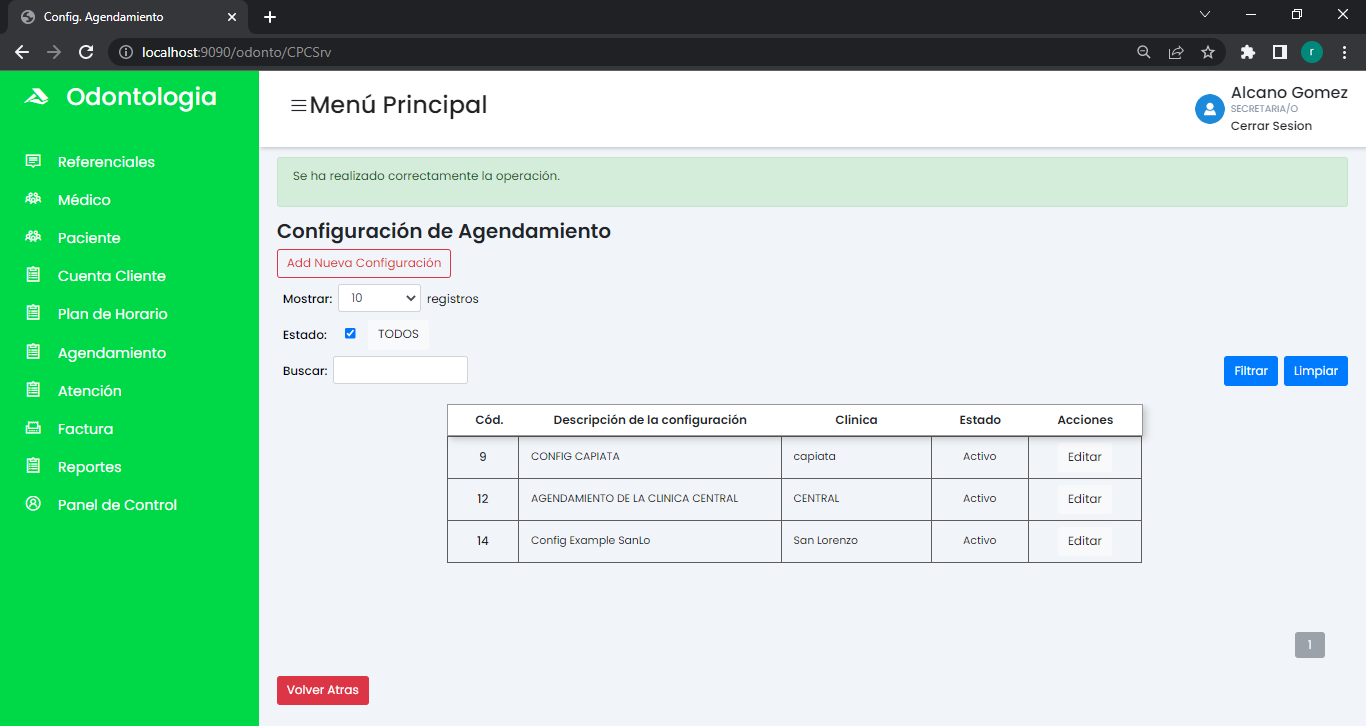 Config. Agendamiento
localhost:9090/odonto/CPCSrv
r
Odontologia
Menú Principal
Alcano Gomez
SECRETARIA/O
Cerrar Sesion
Referenciales
Médico
Paciente
Cuenta Cliente
Plan de Horario
Agendamiento
Atención
Factura
Reportes
Panel de Control
Se ha realizado correctamente la operación.
Configuración de Agendamiento
Add Nueva Configuración
Mostrar: 10 registros
Estado: TODOS
Buscar:
Filtrar Limpiar
Cód. Descripción de la configuración Clinica Estado Acciones
9 CONFIG CAPIATA capiata Activo Editar
12 AGENDAMIENTO DE LA CLINICA CENTRAL CENTRAL Activo Editar
14 Config Example SanLo San Lorenzo Activo Editar
1
Volver Atras